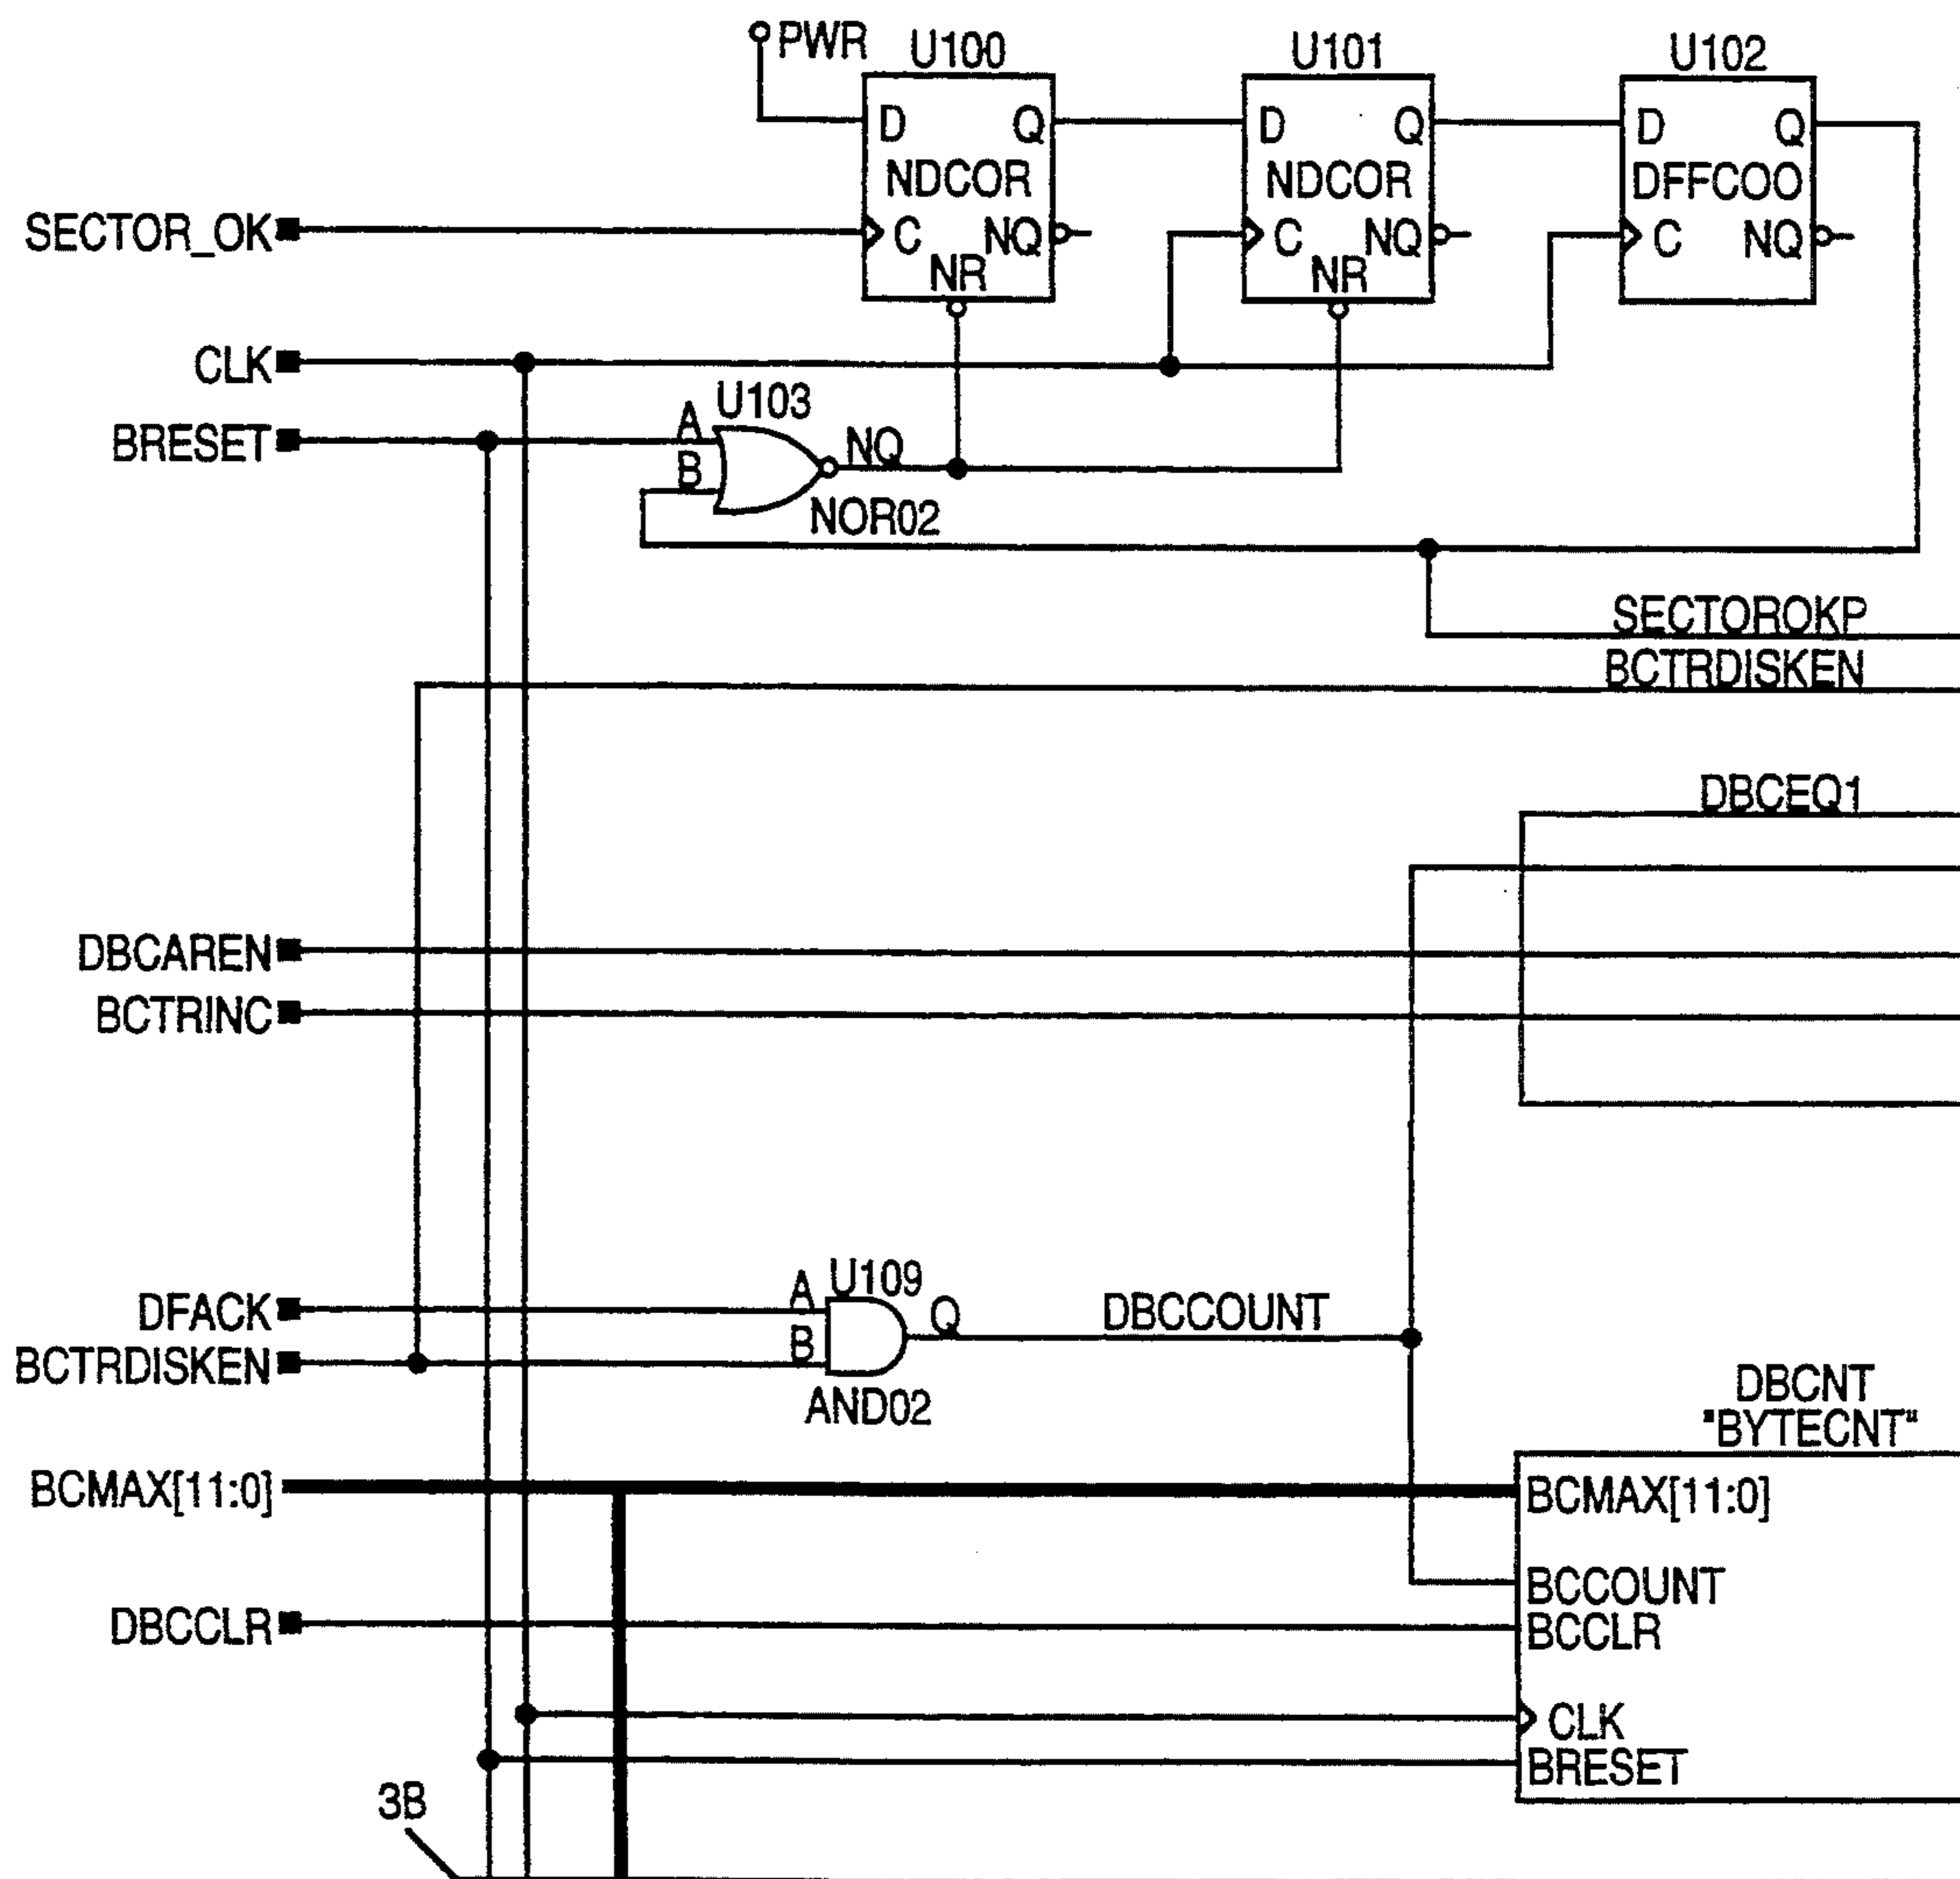 PWR U100 U101 U102
D Q D Q D Q
NDCOR NDCOR DFFCOO
SECTOR_OK C NQ C NQ C NQ
NR NR
CLK
U103
BRESET A NQ
B
NOR02
SECTOROKP
BCTRDISKEN
DBCEQ1
DBCAREN
BCTRINC
U109
DFACK A Q DBCCOUNT
BCTRDISKEN B
AND02
DBCNT
"BYTECNT"
BCMAX[11:0] BCMAX[11:0]
BCCOUNT
DBCCLR BCCLR
CLK
BRESET
3B